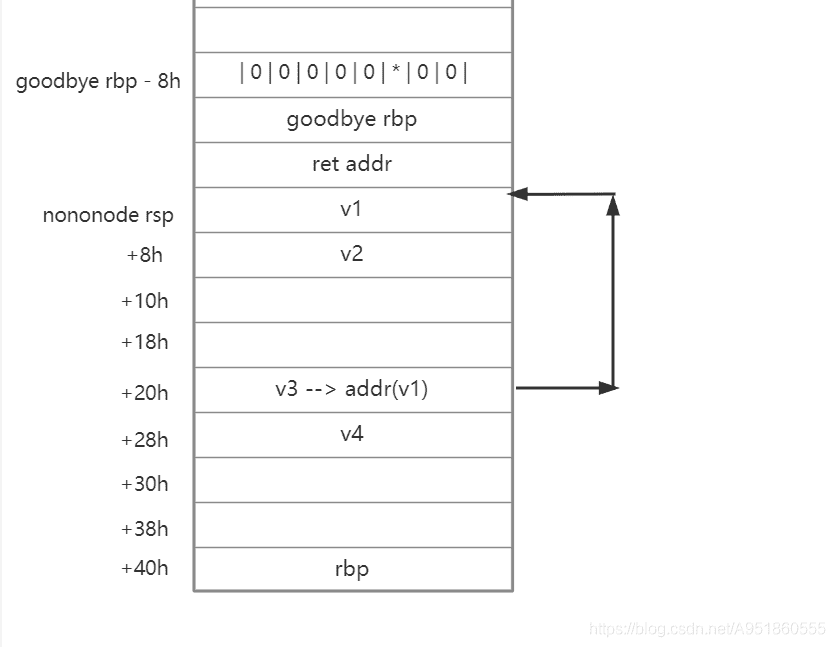 goodbye rbp - 8h |0|0|0|0|0|*|0|0|
goodbye rbp
ret addr
nononode rsp v1
+8h v2
+10h
+18h
+20h v3 --> addr(v1)
+28h v4
+30h
+38h
+40h rbp
https://blog.csdn.net/A951860555